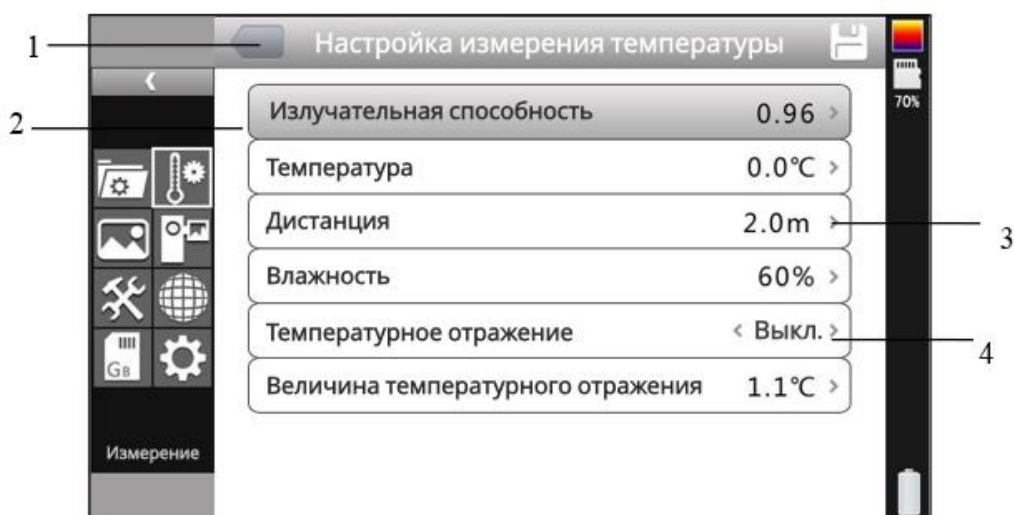 1
Настройка измерения температуры
70%
2
Излучательная способность 0.96
Температура 0.0℃
Дистанция 2.0m
3
Влажность 60%
Температурное отражение Выкл.
4
Величина температурного отражения 1.1℃
GB
Измерение